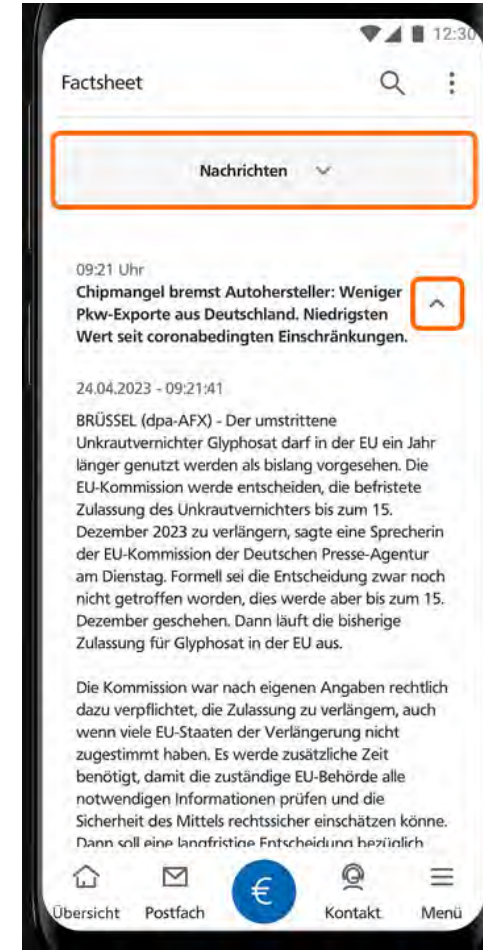 12:30
Factsheet
Nachrichten
09:21 Uhr
Chipmangel bremst Autohersteller: Weniger
Pkw-Exporte aus Deutschland. Niedrigsten
Wert seit coronabedingten Einschränkungen.
24.04.2023 - 09:21:41
BRÜSSEL (dpa-AFX) - Der umstrittene
Unkrautvernichter Glyphosat darf in der EU ein Jahr
länger genutzt werden als bislang vorgesehen. Die
EU-Kommission werde entscheiden, die befristete
Zulassung des Unkrautvernichters bis zum 15.
Dezember 2023 zu verlängern, sagte eine Sprecherin
der EU-Kommission der Deutschen Presse-Agentur
am Dienstag. Formell sei die Entscheidung zwar noch
nicht getroffen worden, dies werde aber bis zum 15.
Dezember geschehen. Dann läuft die bisherige
Zulassung für Glyphosat in der EU aus.
Die Kommission war nach eigenen Angaben rechtlich
dazu verpflichtet, die Zulassung zu verlängern, auch
wenn viele EU-Staaten der Verlängerung nicht
zugestimmt haben. Es werde zusätzliche Zeit
benötigt, damit die zuständige EU-Behörde alle
notwendigen Informationen prüfen und die
Sicherheit des Mittels rechtssicher einschätzen könne.
Dann soll eine langfristige Entscheidung bezüglich
€
Übersicht Postfach Kontakt Menü